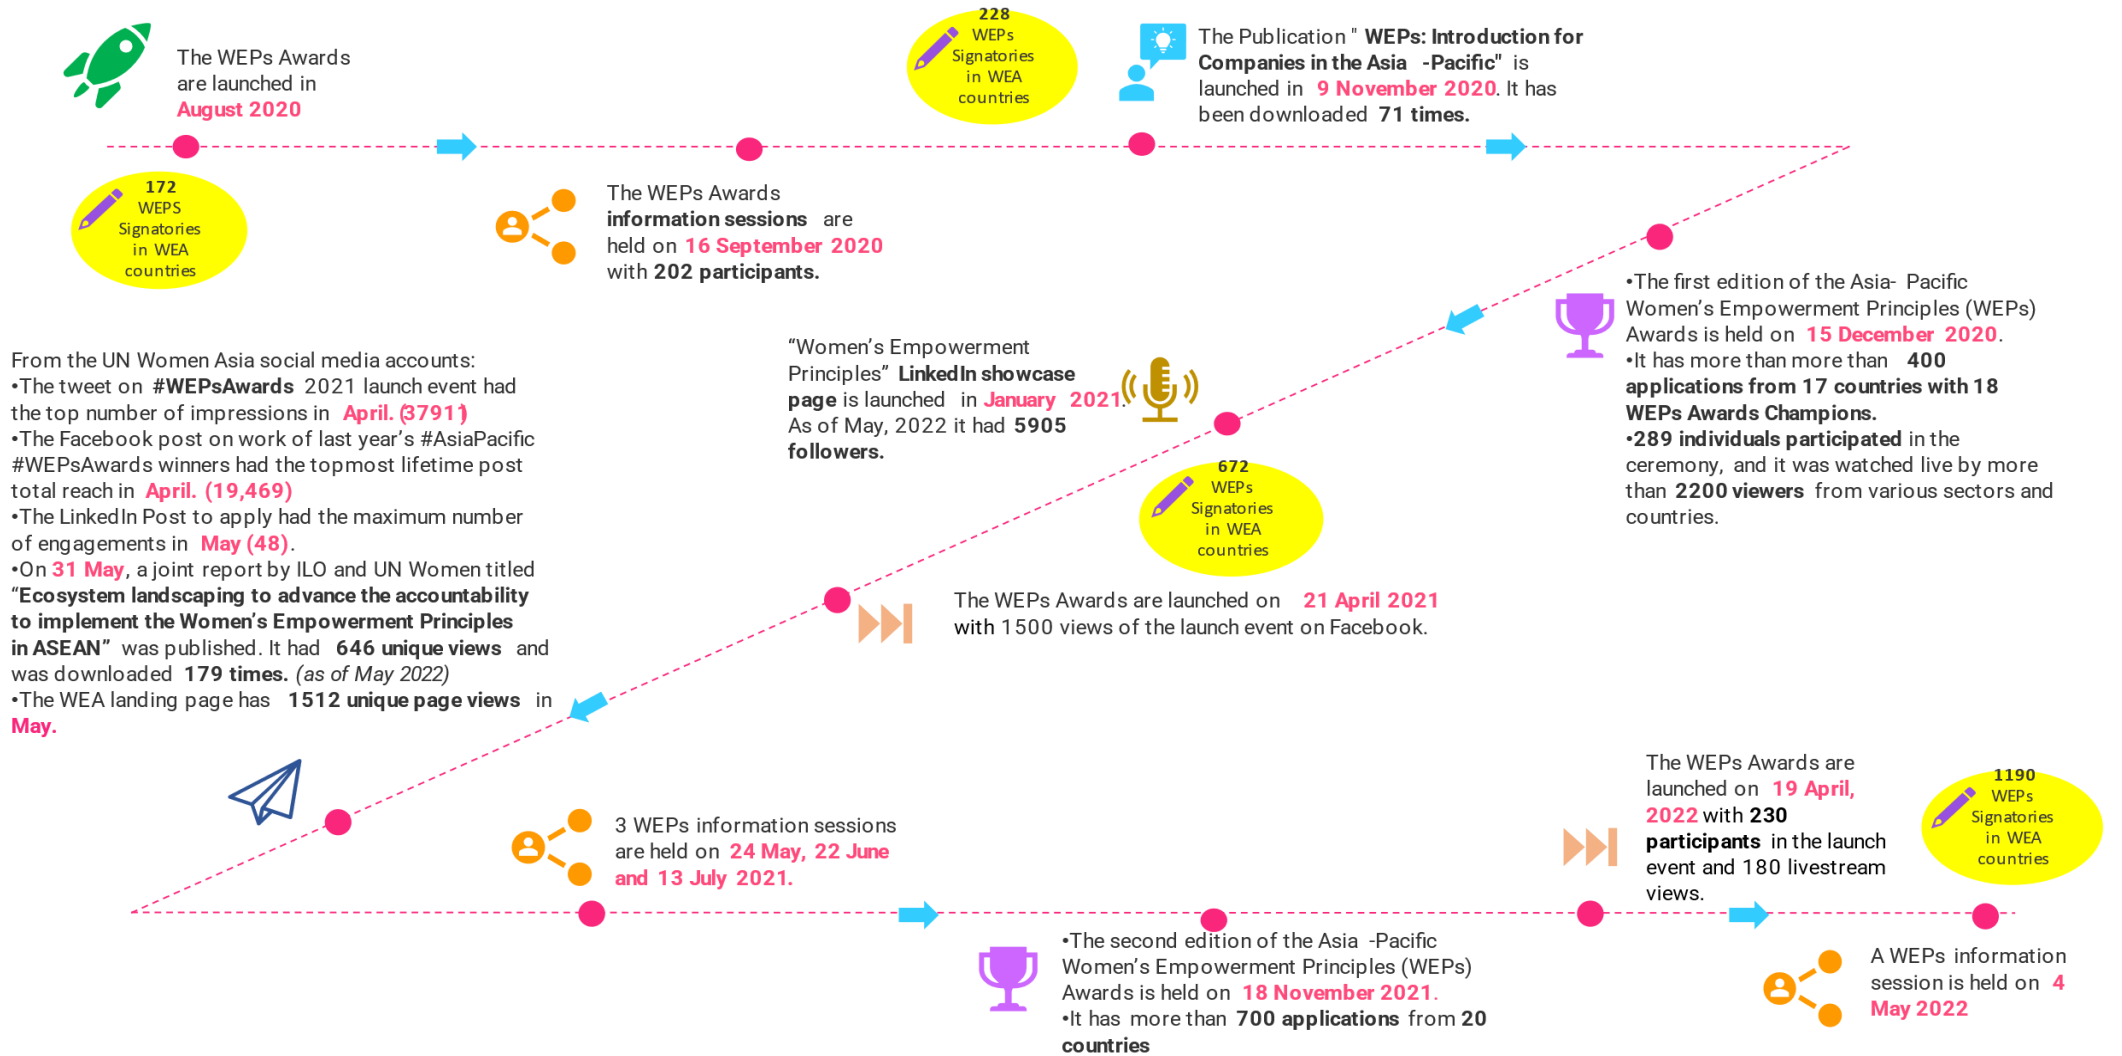 The WEPs Awards
are launched in
August 2020
172
WEPS
Signatories
in WEA
countries
The WEPs Awards
information sessions are
held on 16 September 2020
with 202 participants.
228
WEPs
Signatories
in WEA
countries
The Publication " WEPs: Introduction for
Companies in the Asia -Pacific" is
launched in 9 November 2020. It has
been downloaded 71 times.
•The first edition of the Asia- Pacific
Women’s Empowerment Principles (WEPs)
Awards is held on 15 December 2020.
•It has more than more than 400
applications from 17 countries with 18
WEPs Awards Champions.
•289 individuals participated in the
ceremony, and it was watched live by more
than 2200 viewers from various sectors and
countries.
“Women’s Empowerment
Principles” LinkedIn showcase
page is launched in January 2021.
As of May, 2022 it had 5905
followers.
672
WEPs
Signatories
in WEA
countries
The WEPs Awards are launched on 21 April 2021
with 1500 views of the launch event on Facebook.
From the UN Women Asia social media accounts:
•The tweet on #WEPsAwards 2021 launch event had
the top number of impressions in April. (37911)
•The Facebook post on work of last year’s #AsiaPacific
#WEPsAwards winners had the topmost lifetime post
total reach in April. (19,469)
•The LinkedIn Post to apply had the maximum number
of engagements in May (48).
•On 31 May, a joint report by ILO and UN Women titled
“Ecosystem landscaping to advance the accountability
to implement the Women’s Empowerment Principles
in ASEAN” was published. It had 646 unique views and
was downloaded 179 times. (as of May 2022)
•The WEA landing page has 1512 unique page views in
May.
3 WEPs information sessions
are held on 24 May, 22 June
and 13 July 2021.
•The second edition of the Asia -Pacific
Women’s Empowerment Principles (WEPs)
Awards is held on 18 November 2021.
•It has more than 700 applications from 20
countries
The WEPs Awards are
launched on 19 April,
2022 with 230
participants in the launch
event and 180 livestream
views.
1190
WEPs
Signatories
in WEA
countries
A WEPs information
session is held on 4
May 2022